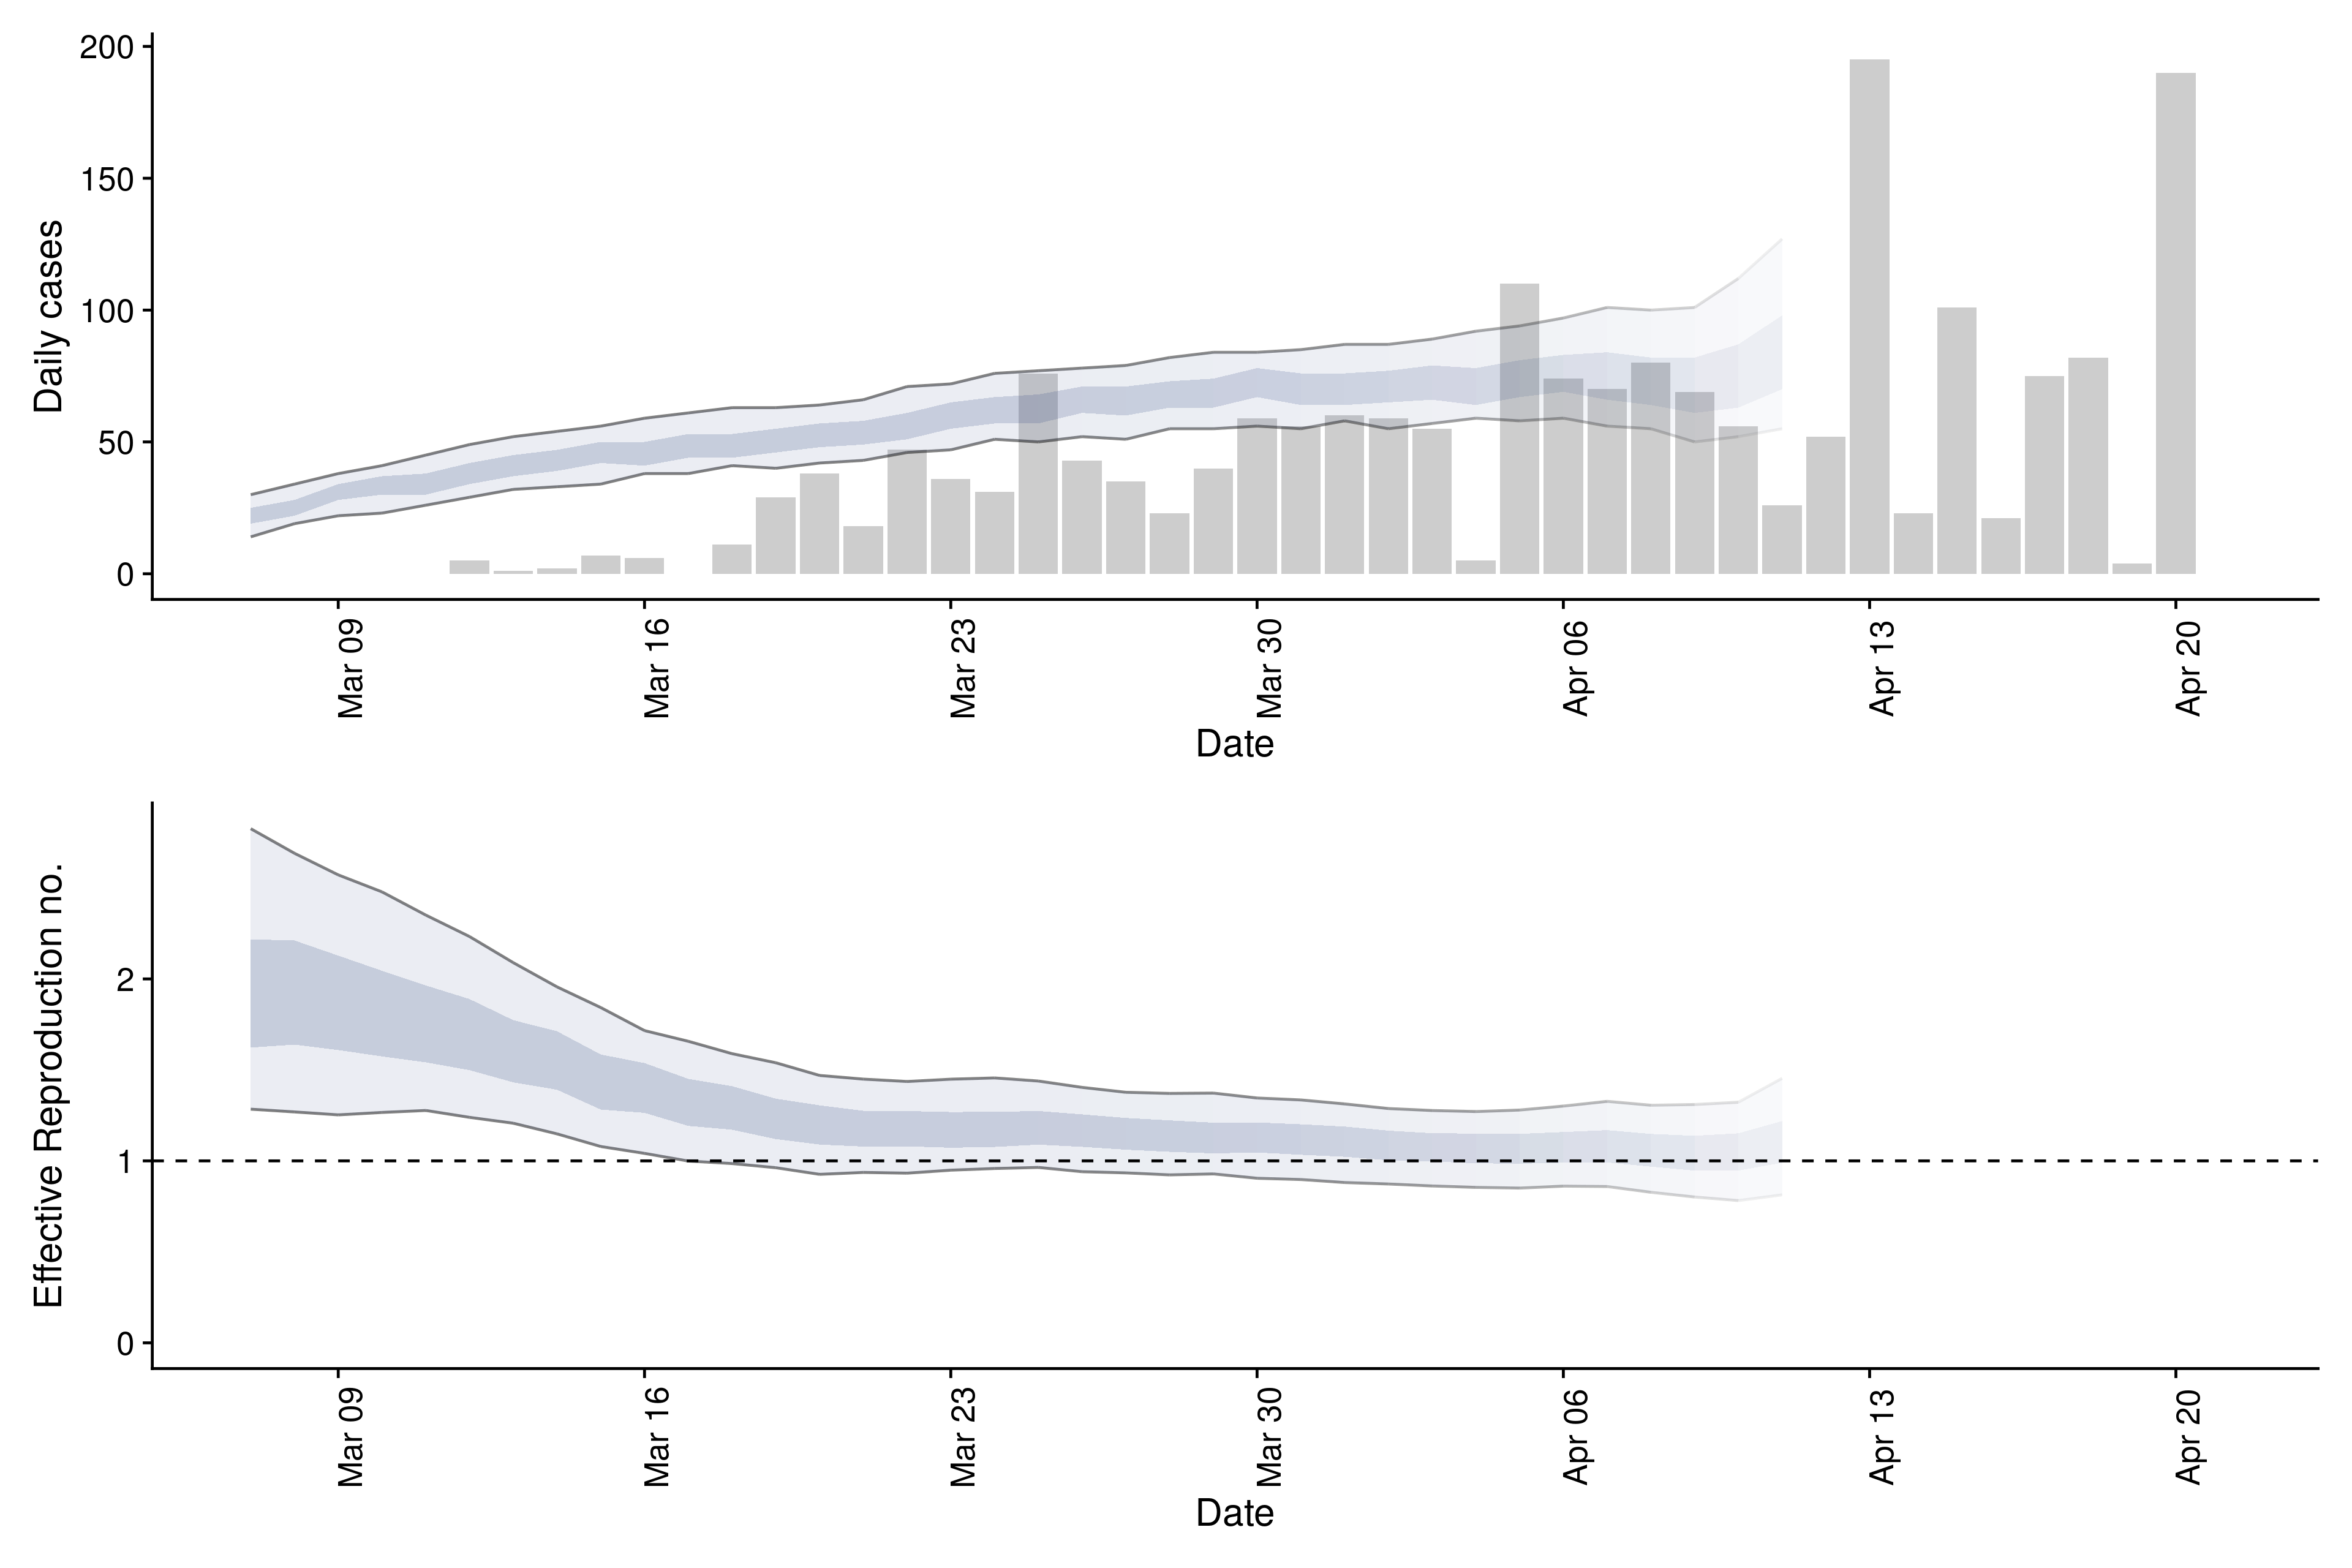 Daily cases
200
150
100
50
0
Mar 09
Mar 16
Mar 23
Mar 30
Apr 06
Apr 13
Apr 20
Date
Effective Reproduction no.
2
1
0
Mar 09
Mar 16
Mar 23
Mar 30
Apr 06
Apr 13
Apr 20
Date